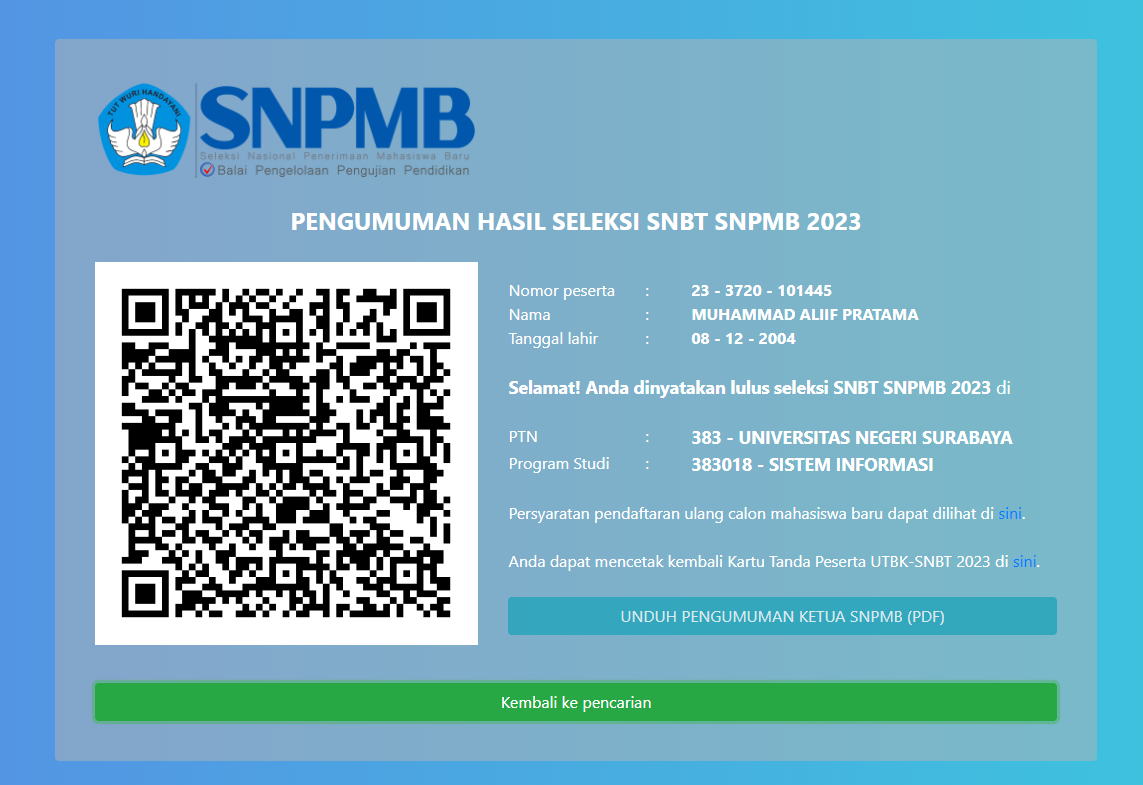 TUT WURI HANDAYANI
SNPMB
Seleksi Nasional Penerimaan Mahasiswa Baru
Balai Pengelolaan Pengujian Pendidikan
PENGUMUMAN HASIL SELEKSI SNBT SNPMB 2023
Nomor peserta : 23 - 3720 - 101445
Nama : MUHAMMAD ALIIF PRATAMA
Tanggal lahir : 08 - 12 - 2004
Selamat! Anda dinyatakan lulus seleksi SNBT SNPMB 2023 di
PTN : 383 - UNIVERSITAS NEGERI SURABAYA
Program Studi : 383018 - SISTEM INFORMASI
Persyaratan pendaftaran ulang calon mahasiswa baru dapat dilihat di sini.
Anda dapat mencetak kembali Kartu Tanda Peserta UTBK-SNBT 2023 di sini.
UNDUH PENGUMUMAN KETUA SNPMB (PDF)
Kembali ke pencarian